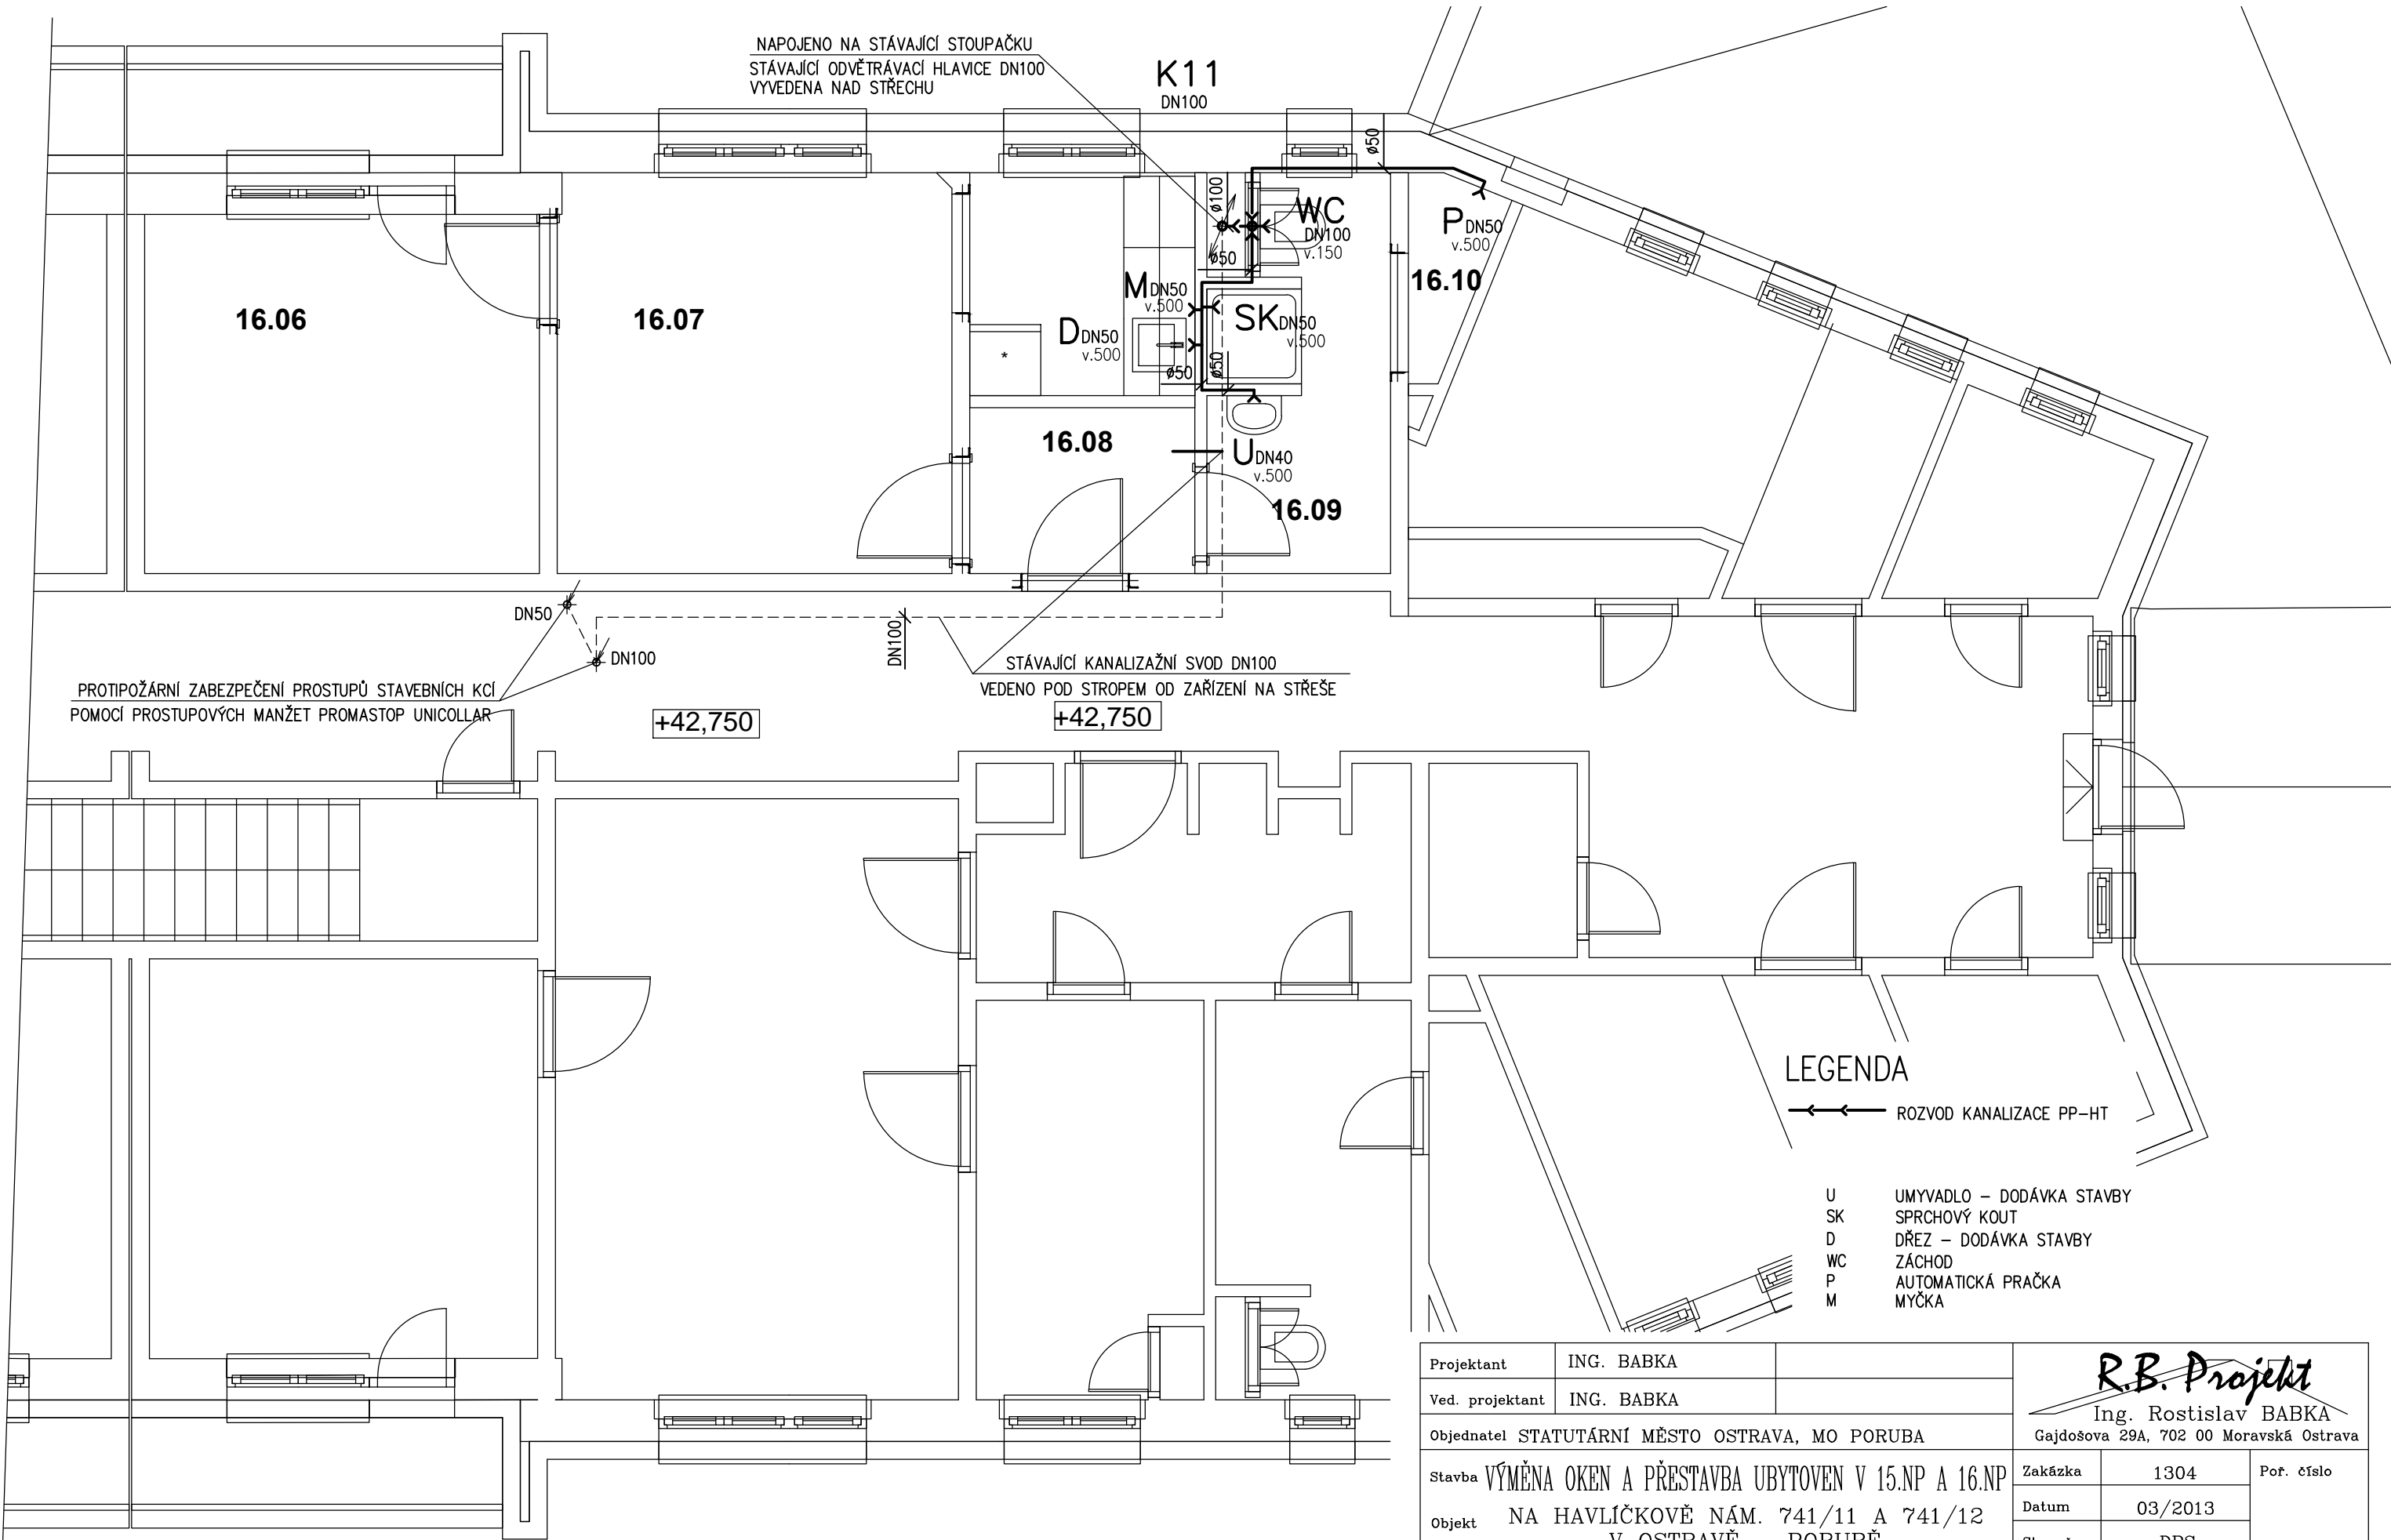 NAPOJENO NA STÁVAJÍCÍ STOUPAČKU
STÁVAJÍCÍ ODVĚTRÁVACÍ HLAVICE DN100
VYVEDENA NAD STŘECHU
K11
DN100
ø50
ø100
WC
DN100
v.150
ø50
P DN50
v.500
16.10
M DN50
v.500
SK DN50
v.500
D DN50
v.500
*
ø50
ø50
16.06
16.07
16.08
U DN40
v.500
16.09
DN50
DN100
DN100
STÁVAJÍCÍ KANALIZAŽNÍ SVOD DN100
VEDENO POD STROPEM OD ZAŘÍZENÍ NA STŘEŠE
PROTIPOŽÁRNÍ ZABEZPEČENÍ PROSTUPŮ STAVEBNÍCH KCÍ
POMOCÍ PROSTUPOVÝCH MANŽET PROMASTOP UNICOLLAR
+42,750
+42,750
LEGENDA
ROZVOD KANALIZACE PP-HT
U UMYVADLO – DODÁVKA STAVBY
SK SPRCHOVÝ KOUT
D DŘEZ – DODÁVKA STAVBY
WC ZÁCHOD
P AUTOMATICKÁ PRAČKA
M MYČKA
Projektant ING. BABKA
Ved. projektant ING. BABKA
Objednatel STATUTÁRNÍ MĚSTO OSTRAVA, MO PORUBA
R.B. Projekt
Ing. Rostislav BABKA
Gajdošova 29A, 702 00 Moravská Ostrava
Stavba VÝMĚNA OKEN A PŘESTAVBA UBYTOVEN V 15.NP A 16.NP
Objekt NA HAVLÍČKOVĚ NÁM. 741/11 A 741/12
Zakázka 1304
Poř. číslo
Datum 03/2013